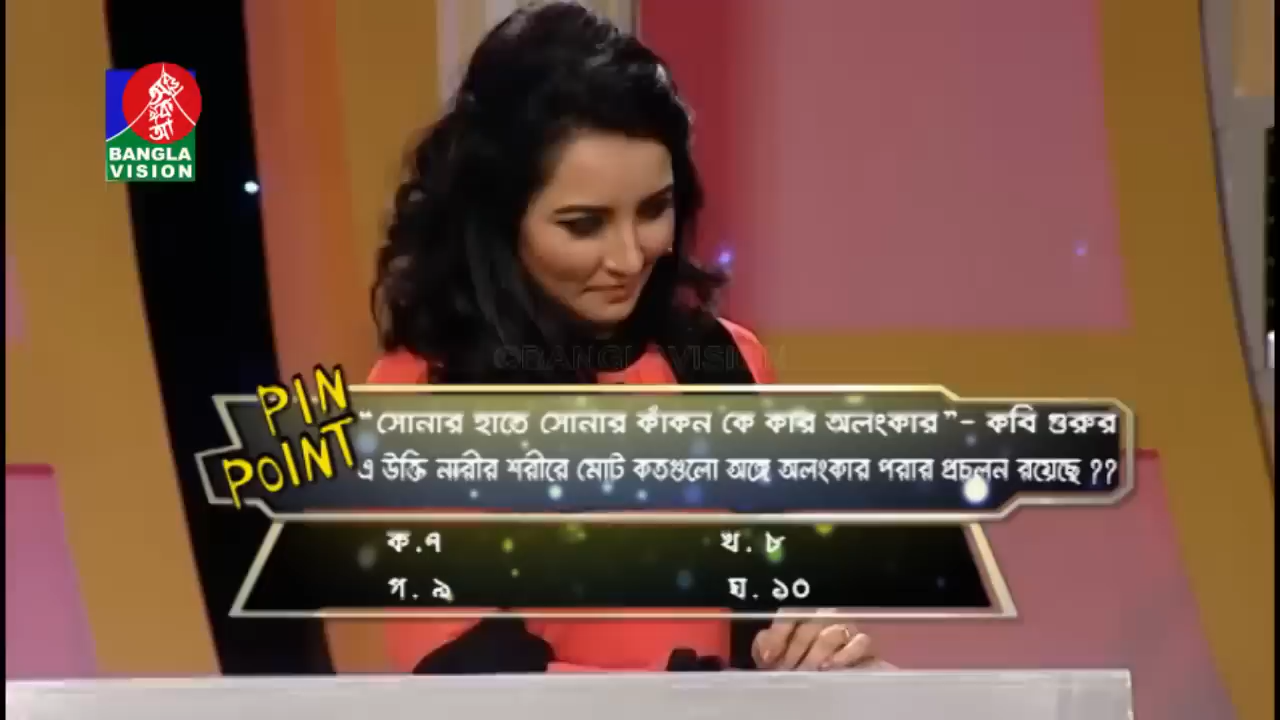 অ আ ক
BANGLA
VISION
©BANGLAVISION
PIN
POINT
“সোনার হাতে সোনার কাঁকন কে কার অলংকার”- কবি গুরুর
এ উক্তি নারীর শরীরে মোট কতগুলো অঙ্গে অলংকার পরার প্রচলন রয়েছে ??
ক.৭
খ. ৮
গ. ৯
ঘ. ১০